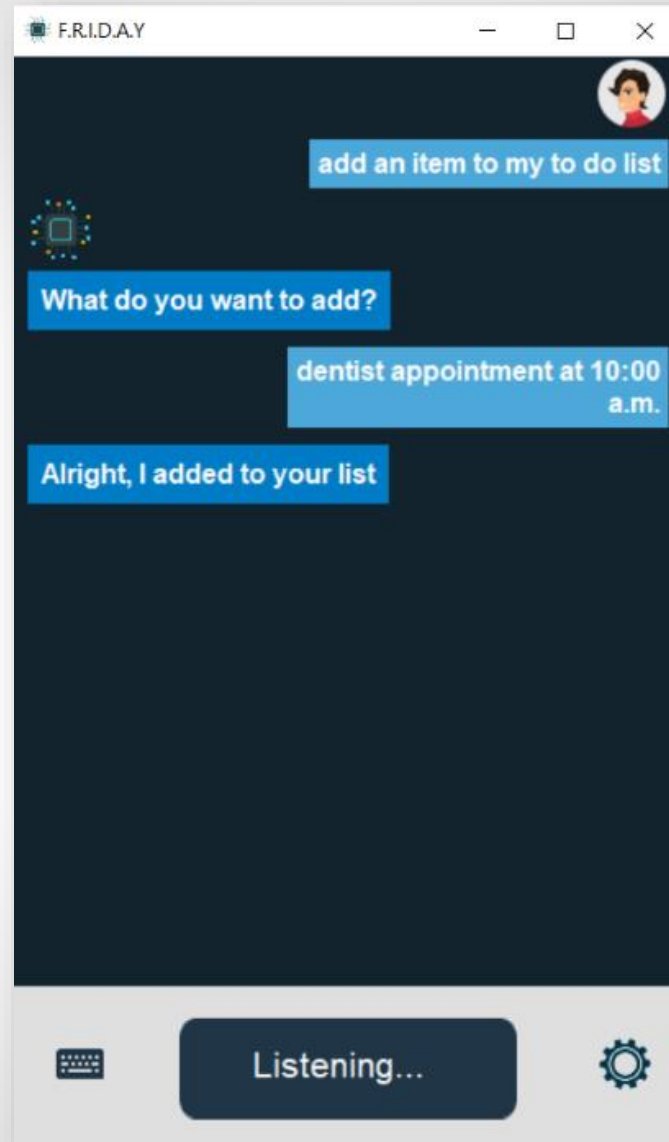 F.R.I.D.A.Y
add an item to my to do list
What do you want to add?
dentist appointment at 10:00
a.m.
Alright, I added to your list
Listening...